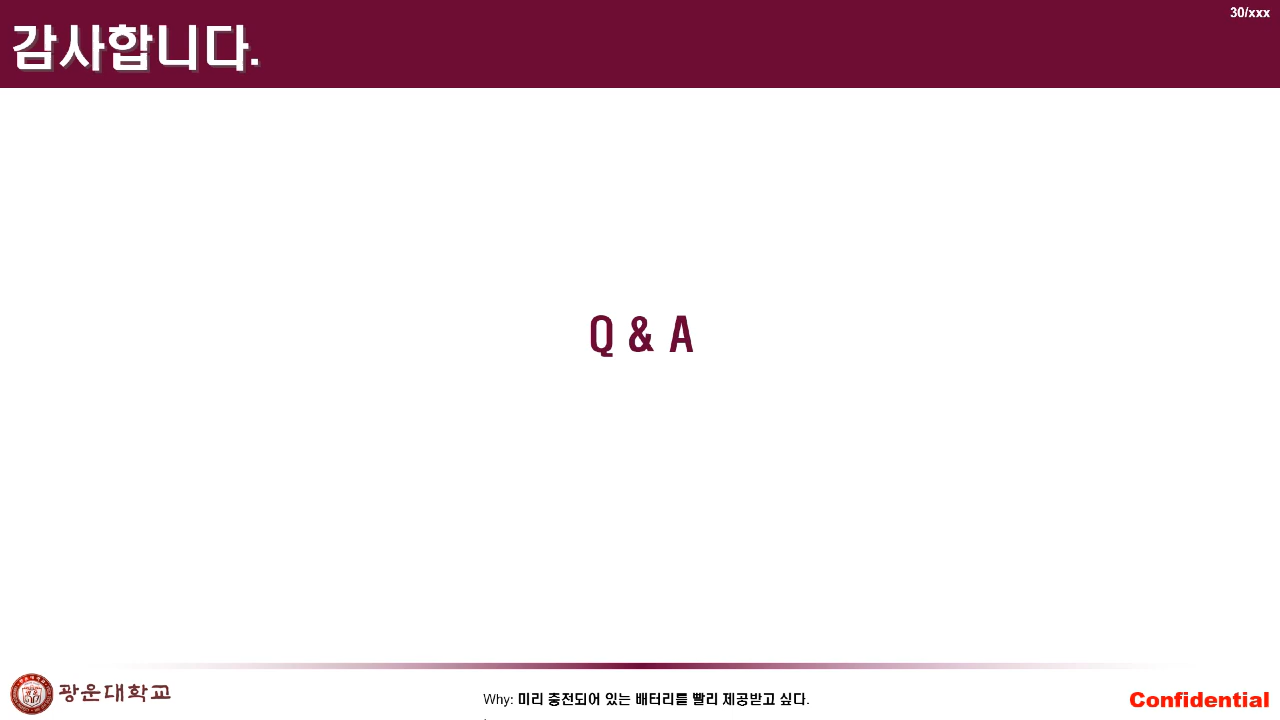 30/xxx
감사합니다.
Q & A
광운대학교
Why: 미리 충전되어 있는 배터리를 빨리 제공받고 싶다.
Confidential